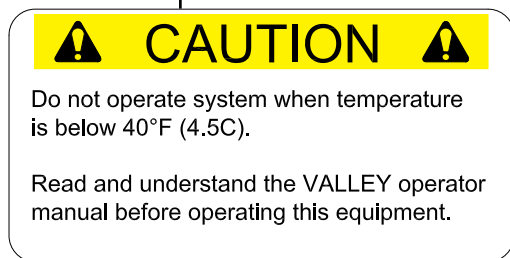 CAUTION
Do not operate system when temperature
is below 40°F (4.5C).
Read and understand the VALLEY operator
manual before operating this equipment.